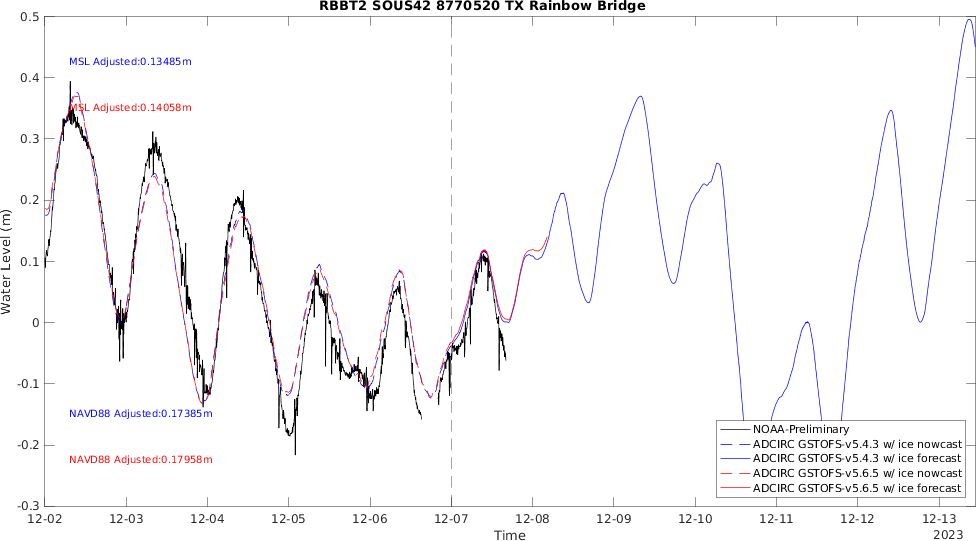 RBBT2 SOUS42 8770520 TX Rainbow Bridge
0.5
MSL Adjusted:0.13485m
0.4
MSL Adjusted:0.14058m
0.3
0.2
0.1
Water Level (m)
0
-0.1
NAVD88 Adjusted:0.17385m
-0.2
NAVD88 Adjusted:0.17958m
-0.3
NOAA-Preliminary
ADCIRC GSTOFS-v5.4.3 w/ ice nowcast
ADCIRC GSTOFS-v5.4.3 w/ ice forecast
ADCIRC GSTOFS-v5.6.5 w/ ice nowcast
ADCIRC GSTOFS-v5.6.5 w/ ice forecast
12-02 12-03 12-04 12-05 12-06 12-07 12-08 12-09 12-10 12-11 12-12 12-13
Time
2023